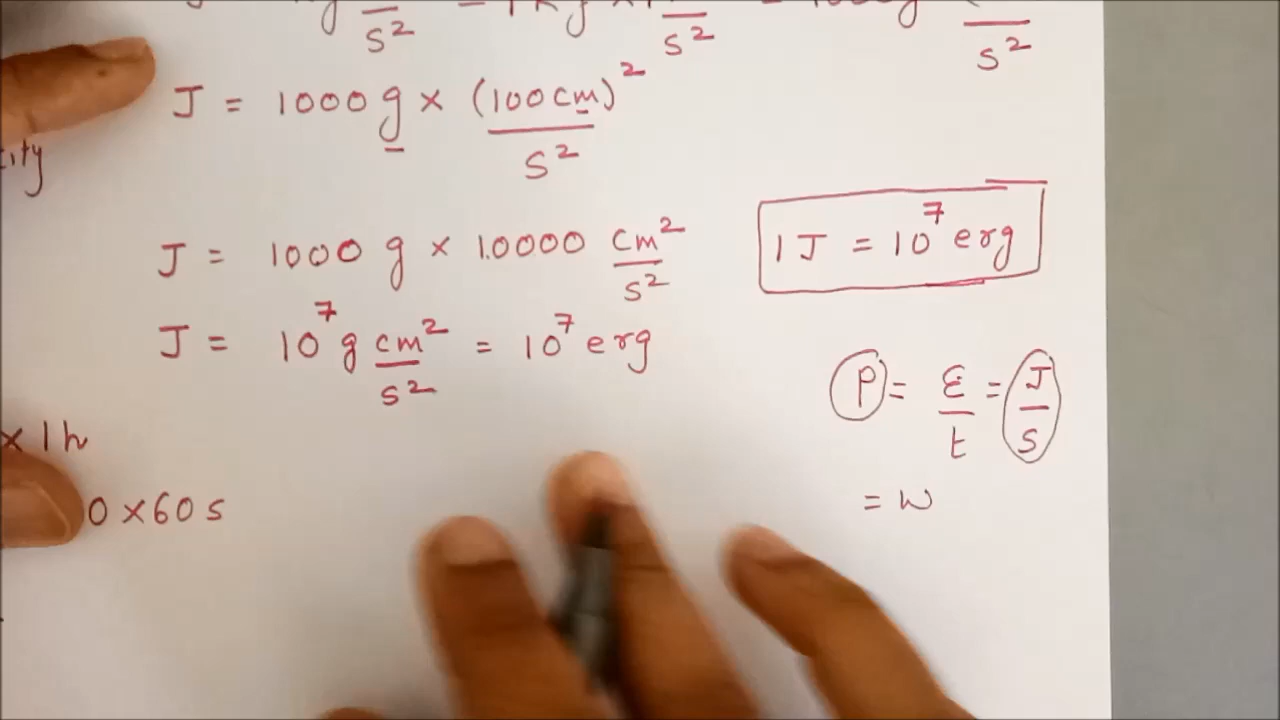 J = 1000 g × (100 cm)² / s²
J = 1000 g × 10000 cm² / s²
1 J = 10⁷ erg
J = 10⁷ g cm² / s² = 10⁷ erg
P = E / t = J / s
= W
× 1 h
0 × 60 s